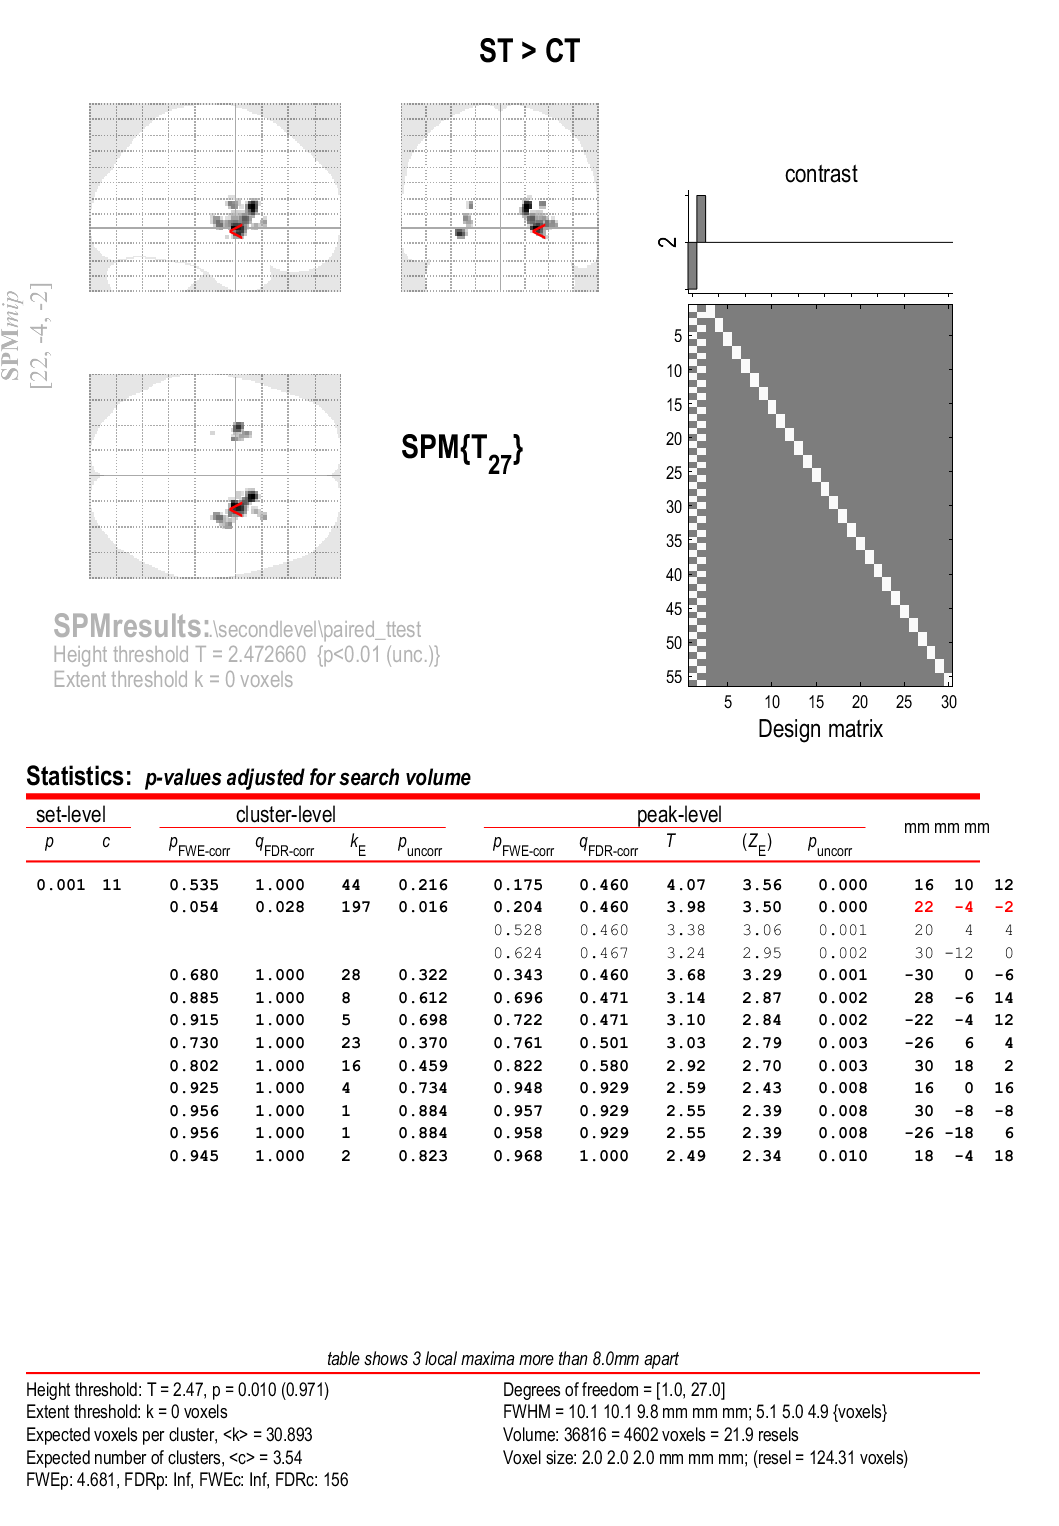 ST > CT
contrast
2
SPMmip
[22, -4, -2]
5
10
15
20
25
30
35
40
45
50
55
5 10 15 20 25 30
Design matrix
SPM{T27}
SPMresults:.\secondlevel\paired_ttest
Height threshold T = 2.472660 {p<0.01 (unc.)}
Extent threshold k = 0 voxels
Statistics: p-values adjusted for search volume
set-level cluster-level peak-level mm mm mm
p c pFWE-corr qFDR-corr kE puncorr pFWE-corr qFDR-corr T (ZE) puncorr
0.001 11 0.535 1.000 44 0.216 0.175 0.460 4.07 3.56 0.000 16 10 12
0.054 0.028 197 0.016 0.204 0.460 3.98 3.50 0.000 22 -4 -2
0.528 0.460 3.38 3.06 0.001 20 4 4
0.624 0.467 3.24 2.95 0.002 30 -12 0
0.680 1.000 28 0.322 0.343 0.460 3.68 3.29 0.001 -30 0 -6
0.885 1.000 8 0.612 0.696 0.471 3.14 2.87 0.002 28 -6 14
0.915 1.000 5 0.698 0.722 0.471 3.10 2.84 0.002 -22 -4 12
0.730 1.000 23 0.370 0.761 0.501 3.03 2.79 0.003 -26 6 4
0.802 1.000 16 0.459 0.822 0.580 2.92 2.70 0.003 30 18 2
0.925 1.000 4 0.734 0.948 0.929 2.59 2.43 0.008 16 0 16
0.956 1.000 1 0.884 0.957 0.929 2.55 2.39 0.008 30 -8 -8
0.956 1.000 1 0.884 0.958 0.929 2.55 2.39 0.008 -26 -18 6
0.945 1.000 2 0.823 0.968 1.000 2.49 2.34 0.010 18 -4 18
table shows 3 local maxima more than 8.0mm apart
Height threshold: T = 2.47, p = 0.010 (0.971)
Extent threshold: k = 0 voxels
Expected voxels per cluster, <k> = 30.893
Expected number of clusters, <c> = 3.54
FWEp: 4.681, FDRp: Inf, FWEc: Inf, FDRc: 156
Degrees of freedom = [1.0, 27.0]
FWHM = 10.1 10.1 9.8 mm mm mm; 5.1 5.0 4.9 {voxels}
Volume: 36816 = 4602 voxels = 21.9 resels
Voxel size: 2.0 2.0 2.0 mm mm mm; (resel = 124.31 voxels)